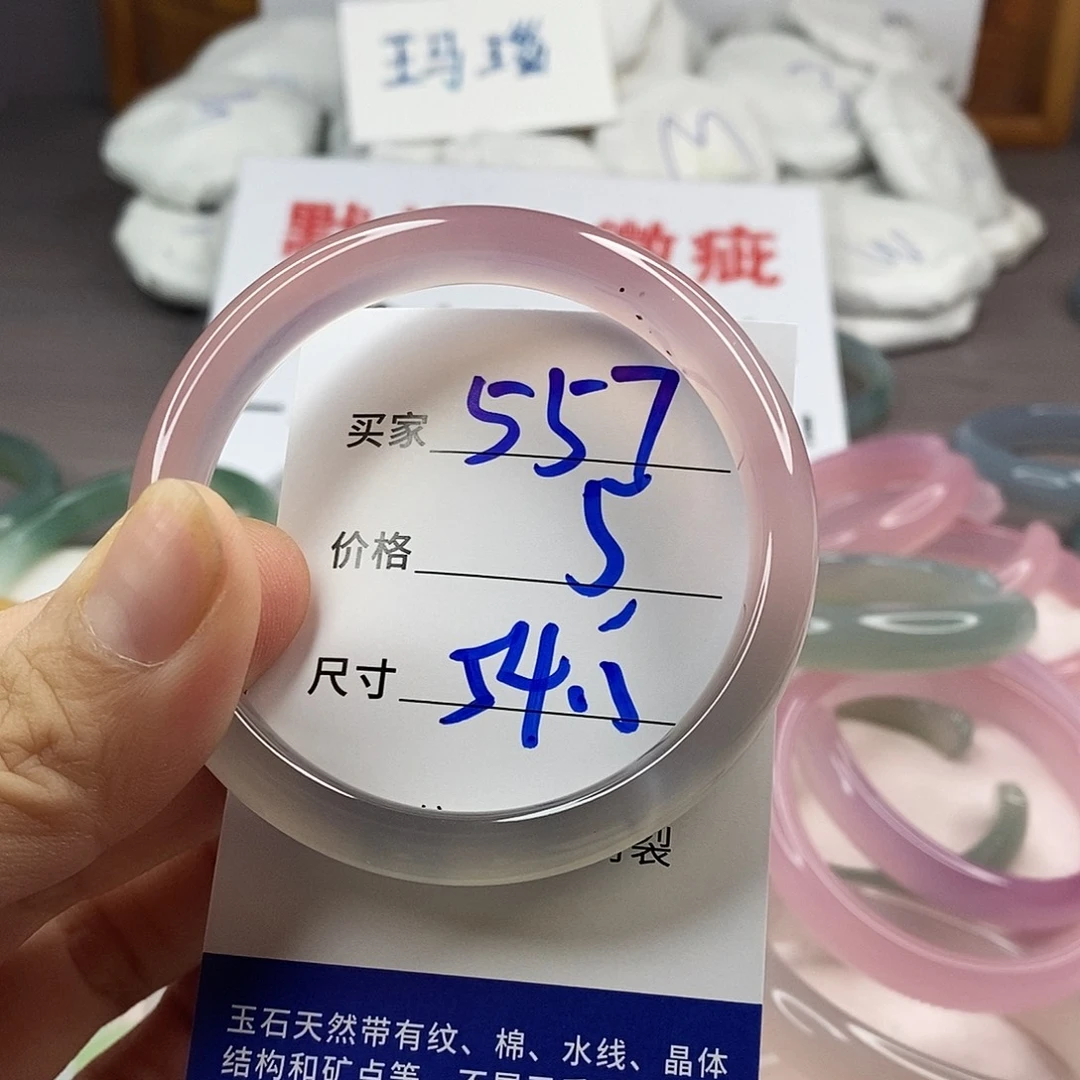 玉玛瑙
疵
买家 557
价格 5
尺寸 54.1
裂
玉石天然带有纹、棉、水线、晶体
结构和矿点等